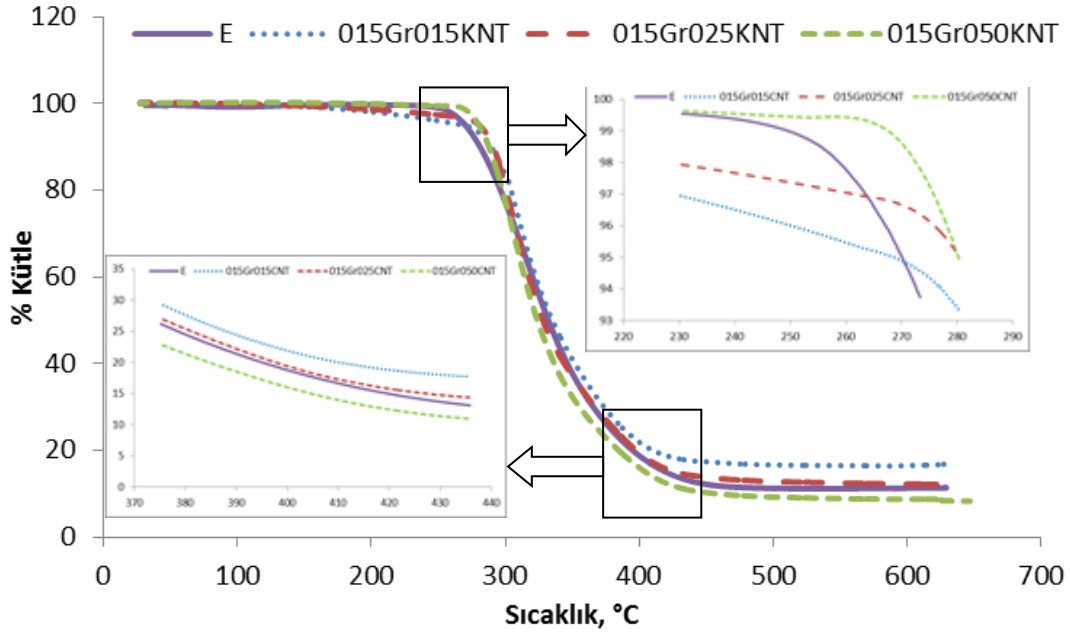 120
E 015Gr015KNT 015Gr025KNT 015Gr050KNT
100
80
60
40
20
0
% Kütle
0 100 200 300 400 500 600 700
Sıcaklık, °C
E 015Gr015CNT 015Gr025CNT 015Gr050CNT
100
99
98
97
96
95
94
93
220 230 240 250 260 270 280 290
E 015Gr015CNT 015Gr025CNT 015Gr050CNT
35
30
25
20
15
10
5
0
370 380 390 400 410 420 430 440